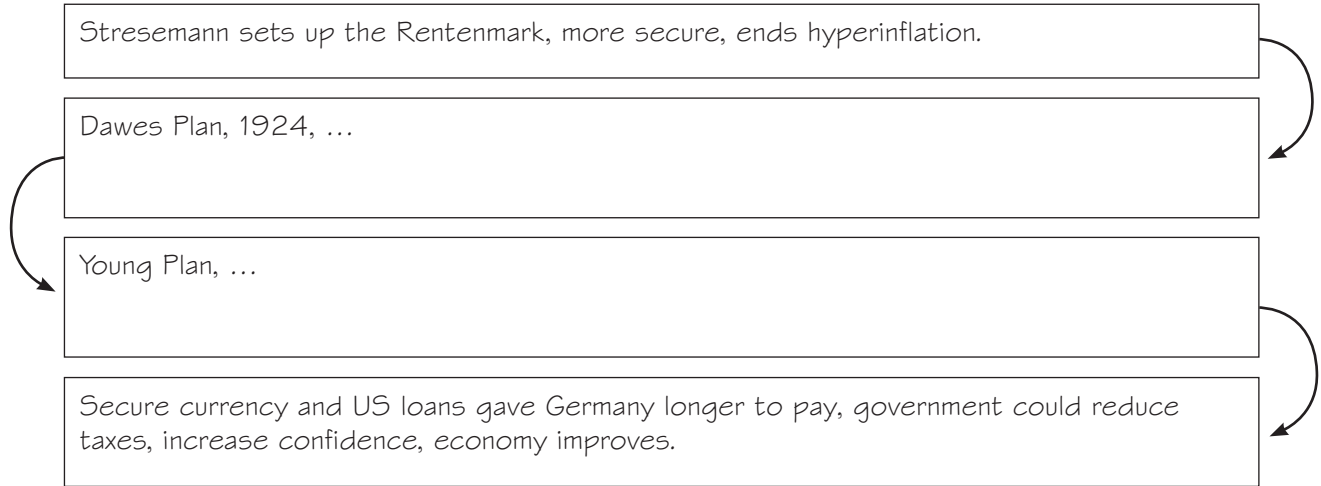 Stresemann sets up the Rentenmark, more secure, ends hyperinflation.
Dawes Plan, 1924, ...
Young Plan, ...
Secure currency and US loans gave Germany longer to pay, government could reduce
taxes, increase confidence, economy improves.